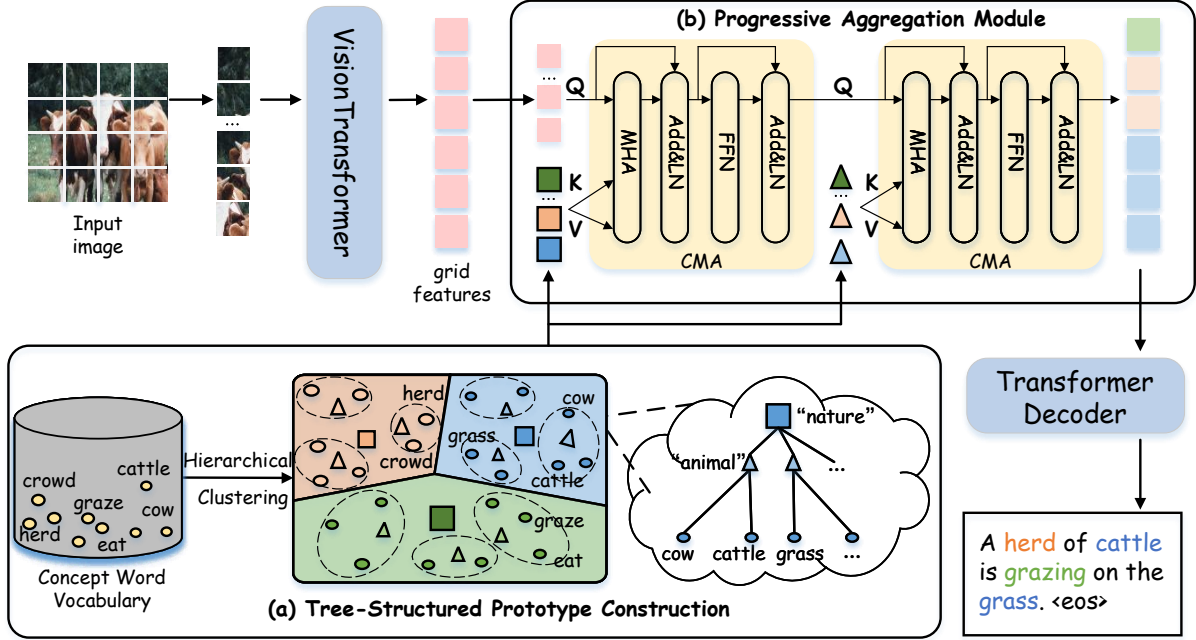 (b) Progressive Aggregation Module
Input
image
...
VisionTransformer
grid
features
...
Q
K
...
V
MHA
Add&LN
FFN
Add&LN
CMA
Q
K
...
V
MHA
Add&LN
FFN
Add&LN
CMA
Transformer
Decoder
A herd of cattle
is grazing on the
grass. <eos>
crowd
cattle
graze
cow
herd
eat
Concept Word
Vocabulary
Hierarchical
Clustering
herd
crowd
cow
grass
cattle
graze
eat
"nature"
"animal"
...
cow
cattle
grass
...
(a) Tree-Structured Prototype Construction